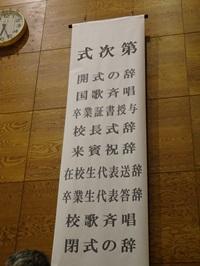 式次第
開式の辞
国歌斉唱
卒業証書授与
校長式辞
来賓祝辞
在校生代表送辞
卒業生代表答辞
校歌斉唱
閉式の辞